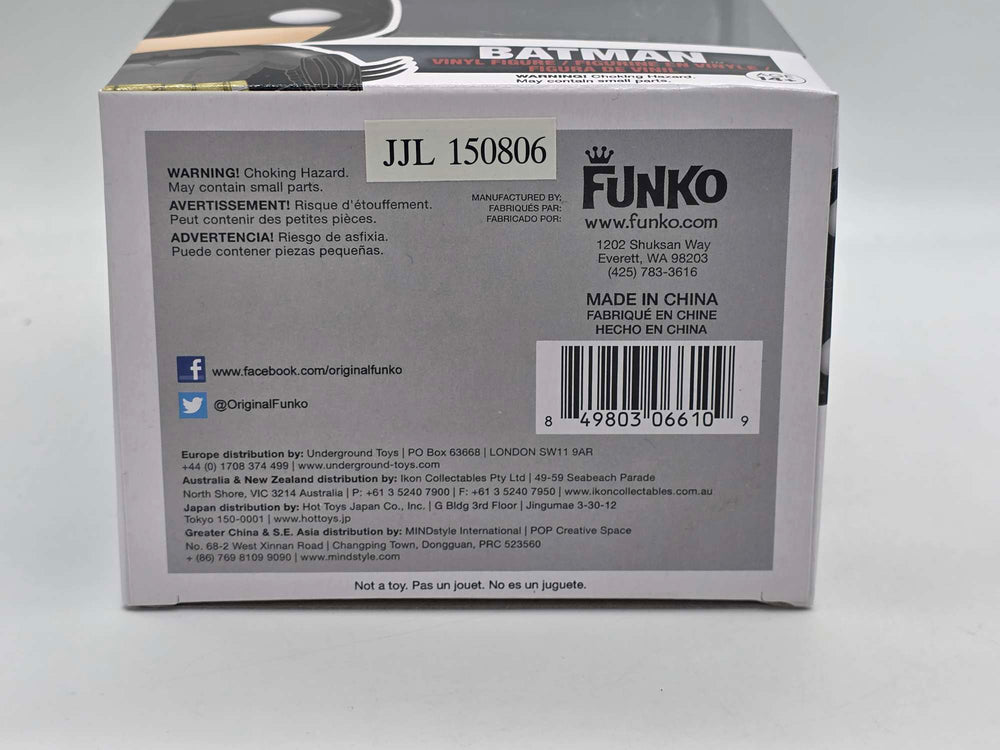 BATMAN
VINYL FIGURE / FIGURINE EN VINYLE /
FIGURA DE VINIL
WARNING! Choking Hazard.
May contain small parts.
JJL 150806
WARNING! Choking Hazard.
May contain small parts.
AVERTISSEMENT! Risque d'étouffement.
Peut contenir des petites pièces.
ADVERTENCIA! Riesgo de asfixia.
Puede contener piezas pequeñas.
MANUFACTURED BY:
FABRIQUÉS PAR:
FABRICADO POR:
FUNKO
www.funko.com
1202 Shuksan Way
Everett, WA 98203
(425) 783-3616
MADE IN CHINA
FABRIQUÉ EN CHINE
HECHO EN CHINA
f www.facebook.com/originalfunko
@OriginalFunko
8 49803 06610 9
Europe distribution by: Underground Toys | PO Box 63668 | LONDON SW11 9AR
+44 (0) 1708 374 499 | www.underground-toys.com
Australia & New Zealand distribution by: Ikon Collectables Pty Ltd | 49-59 Seabeach Parade
North Shore, VIC 3214 Australia | P: +61 3 5240 7900 | F: +61 3 5240 7950 | www.ikoncollectables.com.au
Japan distribution by: Hot Toys Japan Co., Inc. | G Bldg 3rd Floor | Jingumae 3-30-12
Tokyo 150-0001 | www.hottoys.jp
Greater China & S.E. Asia distribution by: MINDstyle International | POP Creative Space
No. 68-2 West Xinnan Road | Changping Town, Dongguan, PRC 523560
+ (86) 769 8109 9090 | www.mindstyle.com
Not a toy. Pas un jouet. No es un juguete.